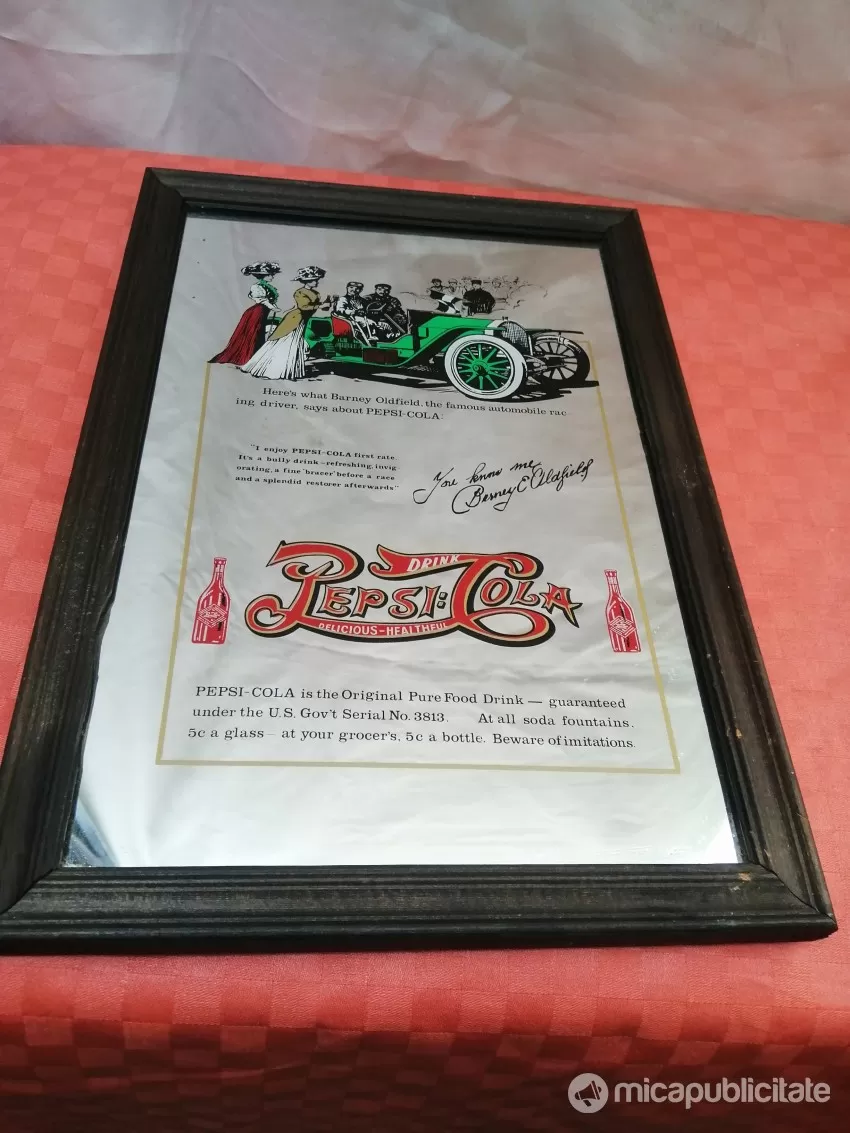 Here's what Barney Oldfield, the famous automobile rac
ing driver, says about PEPSI-COLA.
"I enjoy PEPSI-COLA first rate.
It's a bully drink-refreshing, invig
orating, a fine 'bracer' before a race
and a splendid restorer afterwards"
You know me
Barney E Oldfield
DRINK
PEPSI:COLA
DELICIOUS-HEALTHFUL
PEPSI-COLA is the Original Pure Food Drink — guaranteed
under the U.S. Gov't Serial No. 3813. At all soda fountains.
5c a glass – at your grocer's, 5c a bottle. Beware of imitations.
micapublicitate